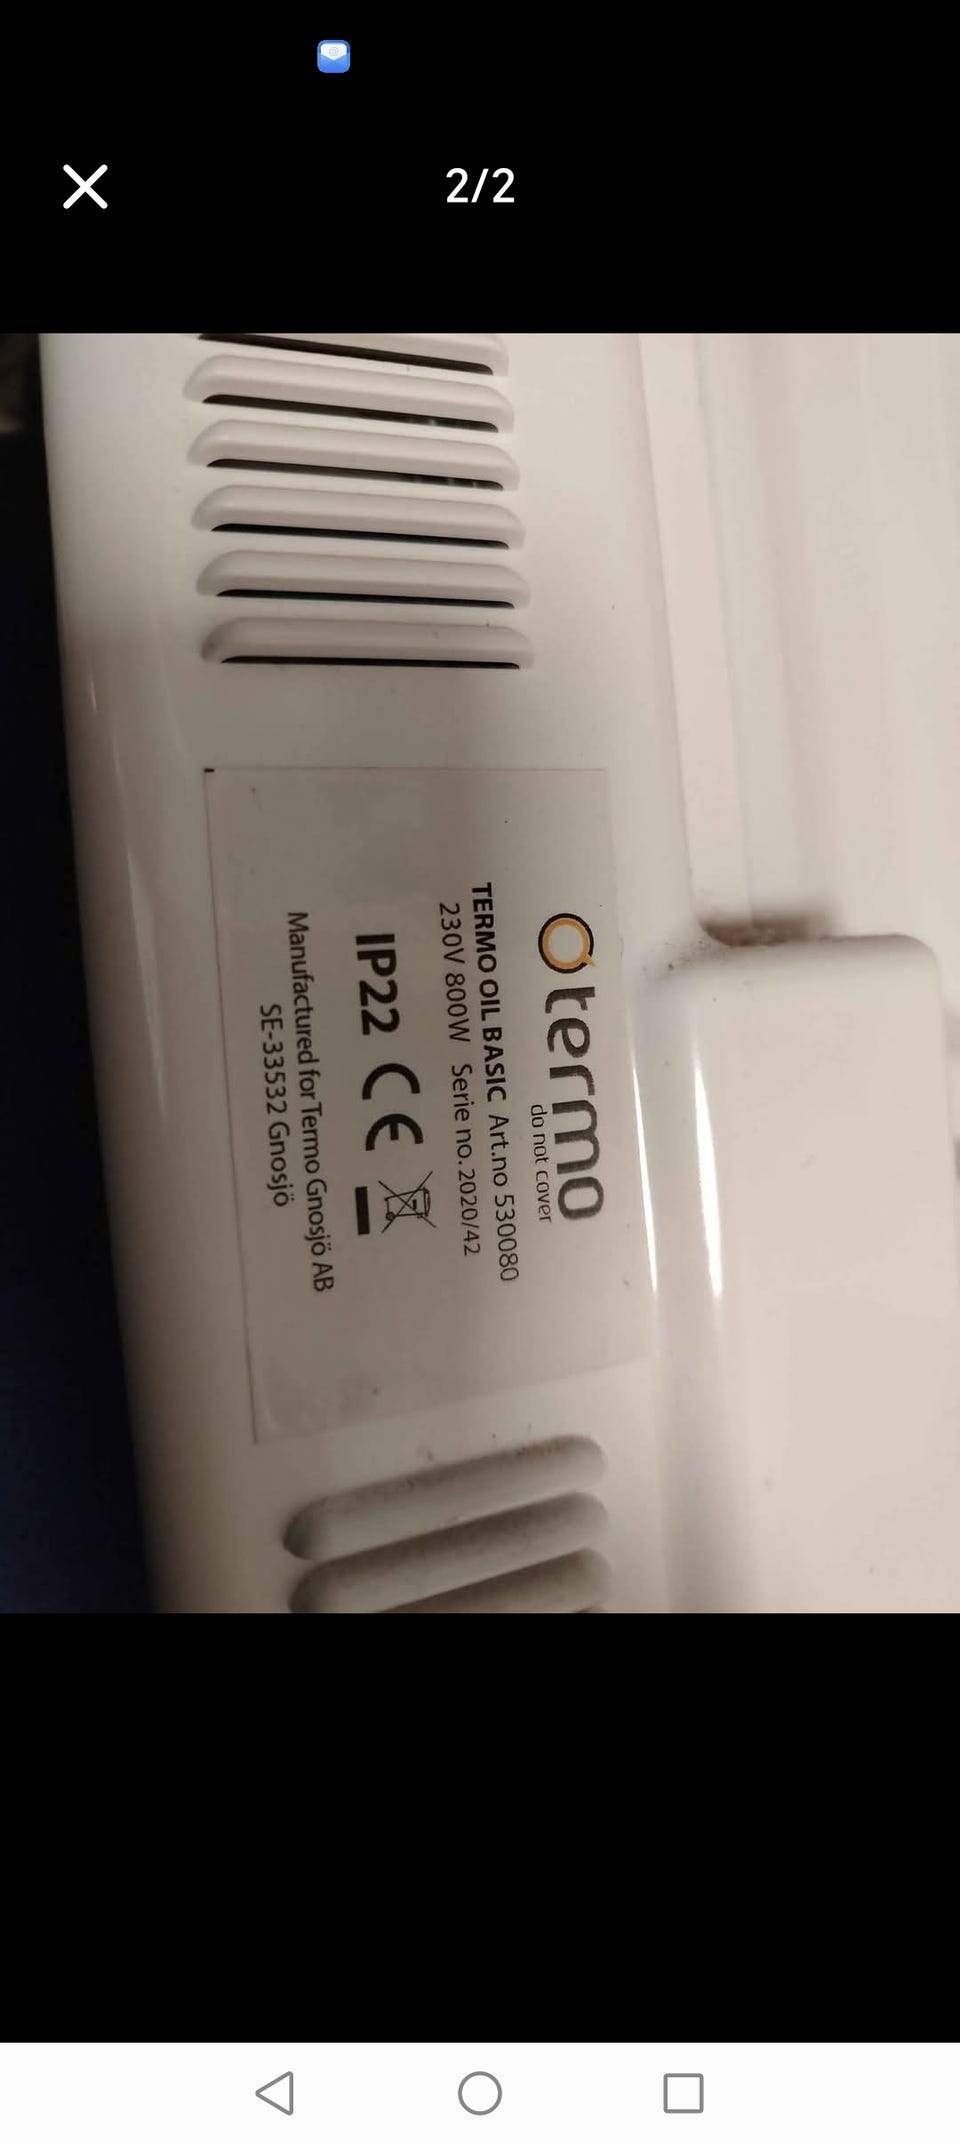 2/2
termo
do not cover
TERMO OIL BASIC Art.no 530080
230V 800W Serie no. 2020/42
IP22 CE
Manufactured for Termo Gnosjö AB
SE-33532 Gnosjö